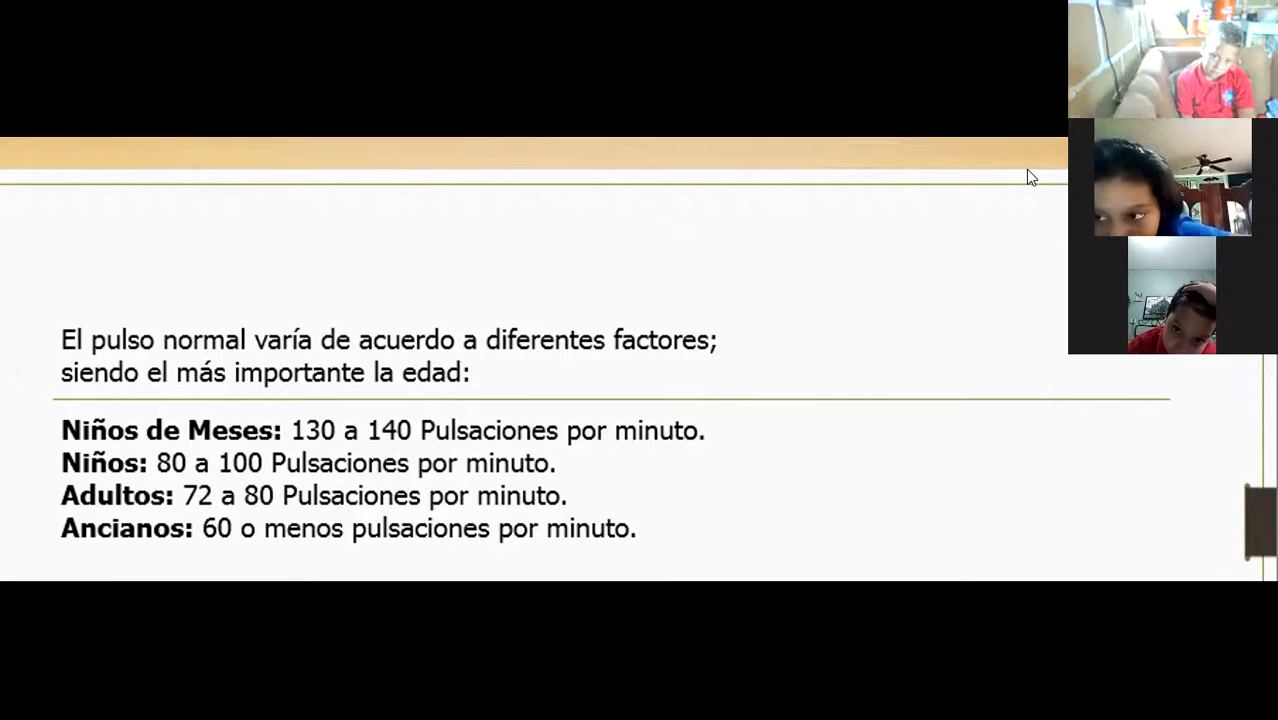 El pulso normal varía de acuerdo a diferentes factores;
siendo el más importante la edad:
Niños de Meses: 130 a 140 Pulsaciones por minuto.
Niños: 80 a 100 Pulsaciones por minuto.
Adultos: 72 a 80 Pulsaciones por minuto.
Ancianos: 60 o menos pulsaciones por minuto.